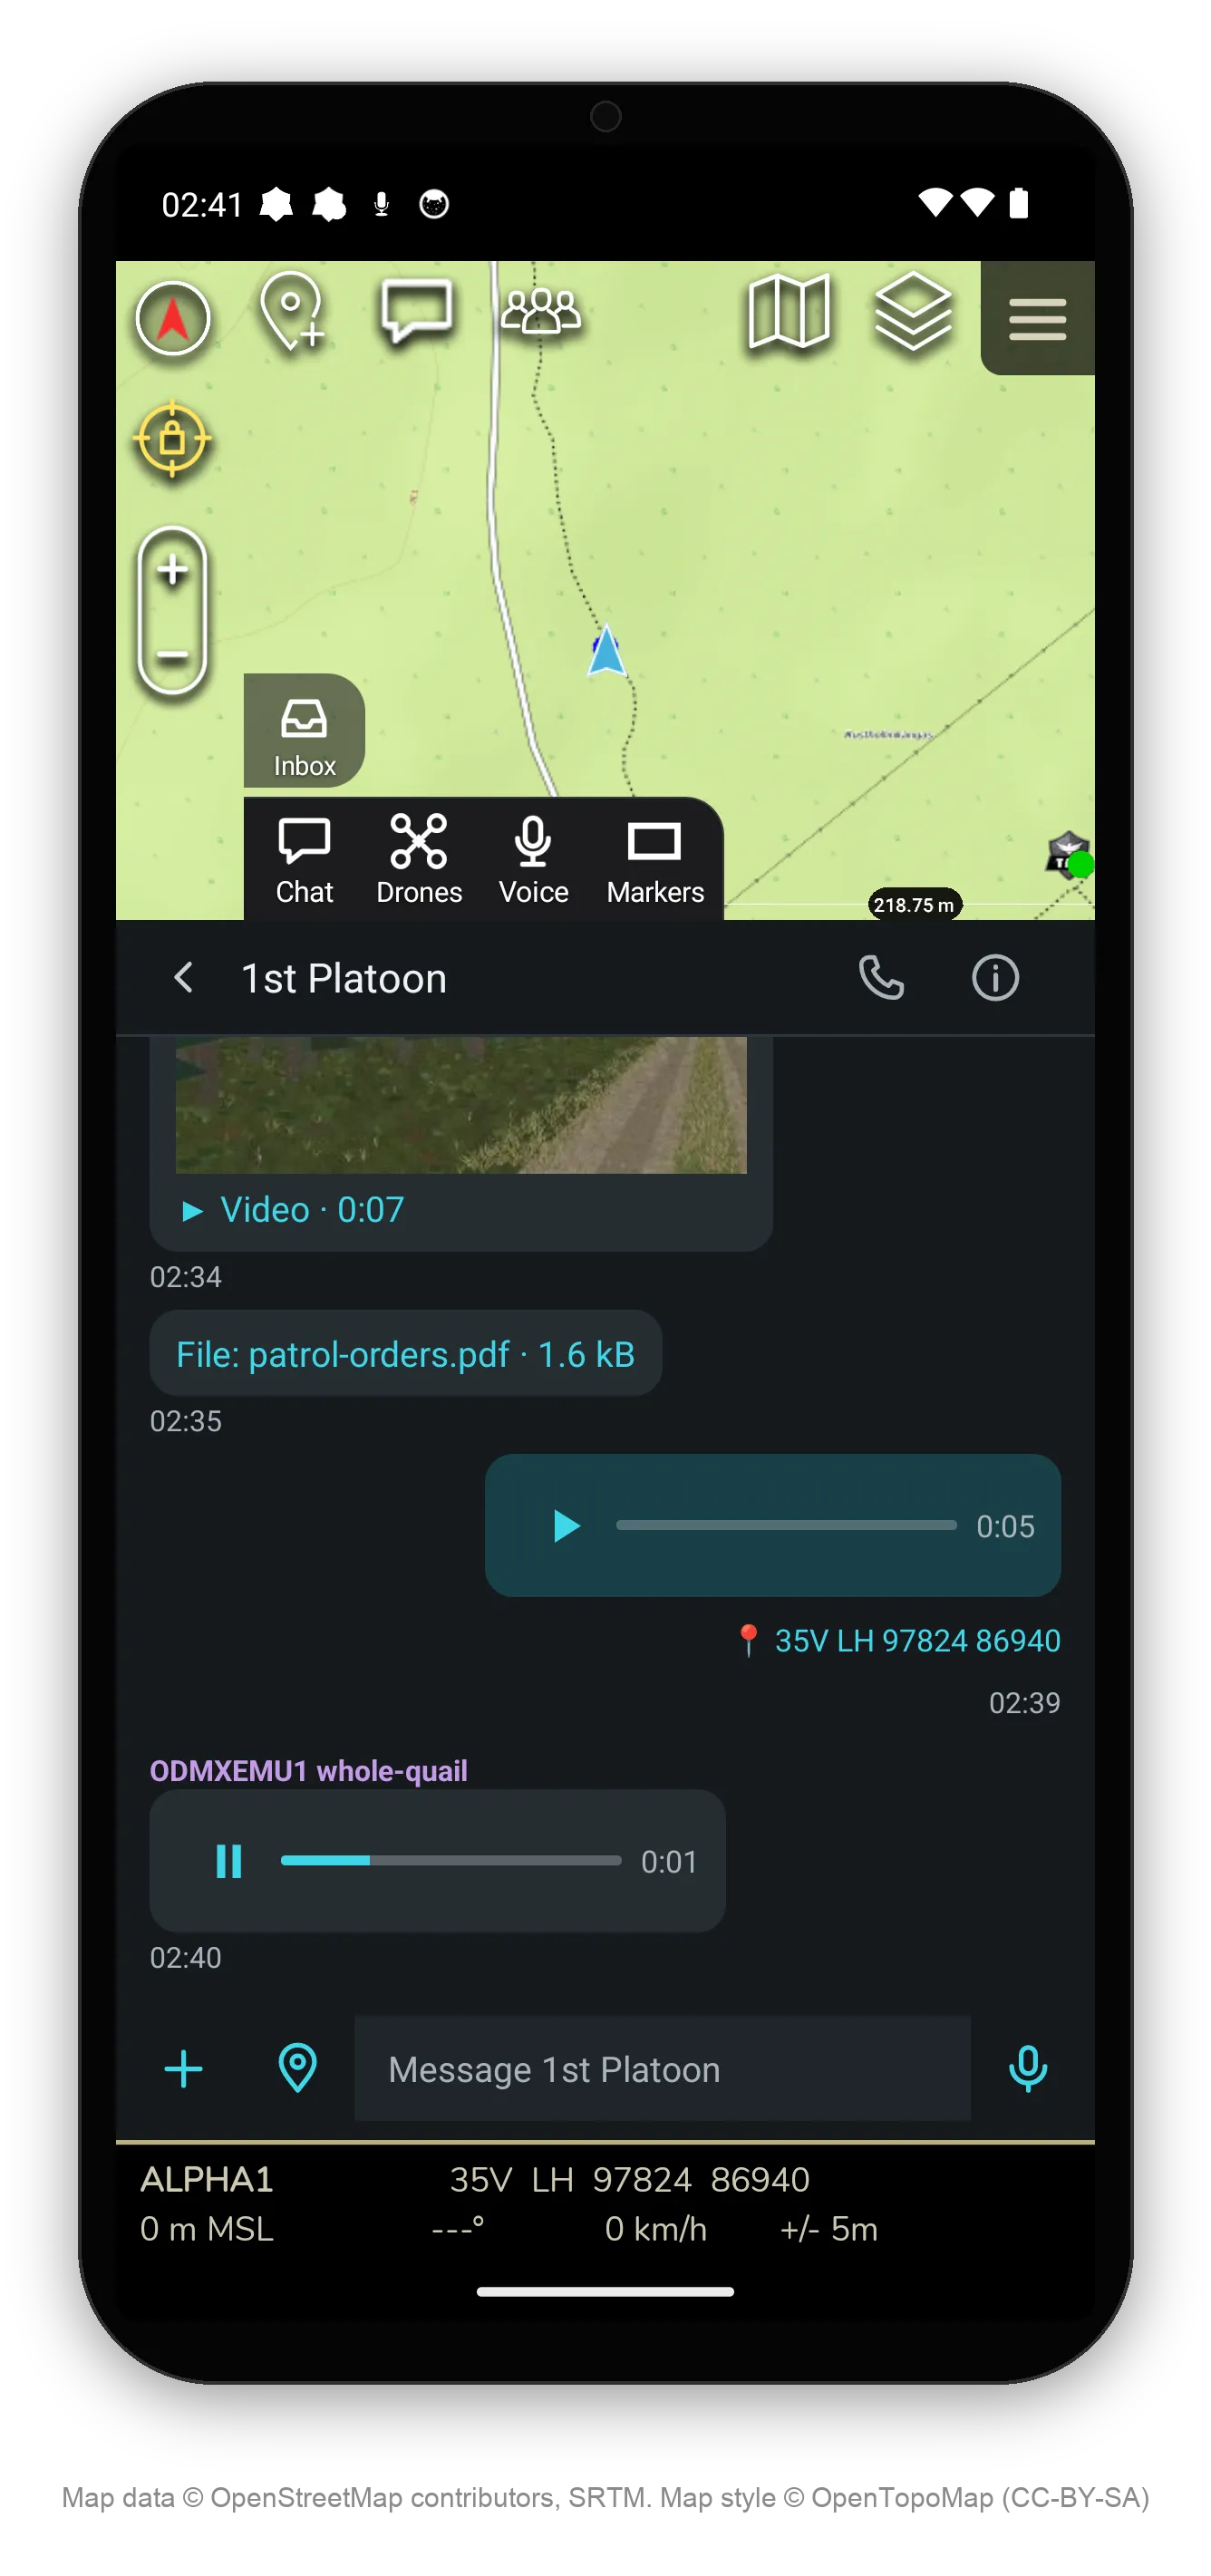 02:41
Inbox
Chat
Drones
Voice
Markers
218.75 m
1st Platoon
► Video · 0:07
02:34
File: patrol-orders.pdf · 1.6 kB
02:35
0:05
📍 35V LH 97824 86940
02:39
ODMXEMU1 whole-quail
0:01
02:40
Message 1st Platoon
ALPHA1
35V LH 97824 86940
0 m MSL
---°
0 km/h
+/- 5m
Map data © OpenStreetMap contributors, SRTM. Map style © OpenTopoMap (CC-BY-SA)